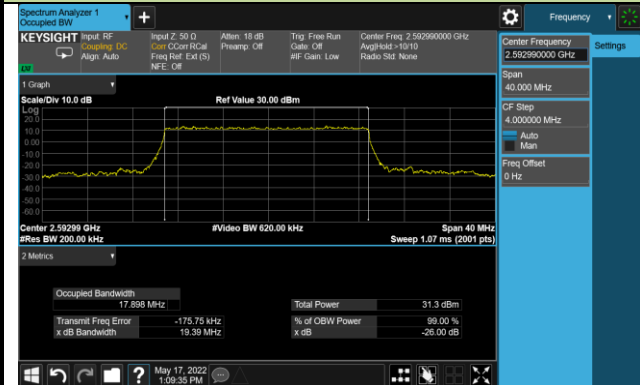 Spectrum Analyzer 1
Occupied BW
+
Frequency
KEYSIGHT
Input: RF
Coupling: DC
Align: Auto
Input Z: 50 Ω
Corr CCorr RCal
Freq Ref: Ext (S)
NFE: Off
Atten: 18 dB
Preamp: Off
Trig: Free Run
Gate: Off
#IF Gain: Low
Center Freq: 2.592990000 GHz
Avg|Hold:>10/10
Radio Std: None
Center Frequency
2.592990000 GHz
Settings
Span
40.000 MHz
CF Step
4.000000 MHz
Auto
Man
Freq Offset
0 Hz
1 Graph
Scale/Div 10.0 dB
Ref Value 30.00 dBm
Log
20.0
10.0
0.00
-10.0
-20.0
-30.0
-40.0
-50.0
-60.0
Center 2.59299 GHz
#Video BW 620.00 kHz
Span 40 MHz
#Res BW 200.00 kHz
Sweep 1.07 ms (2001 pts)
2 Metrics
Occupied Bandwidth
17.898 MHz
Total Power 31.3 dBm
Transmit Freq Error -175.75 kHz
% of OBW Power 99.00 %
x dB Bandwidth 19.39 MHz
x dB -26.00 dB
?
May 17, 2022
1:09:35 PM